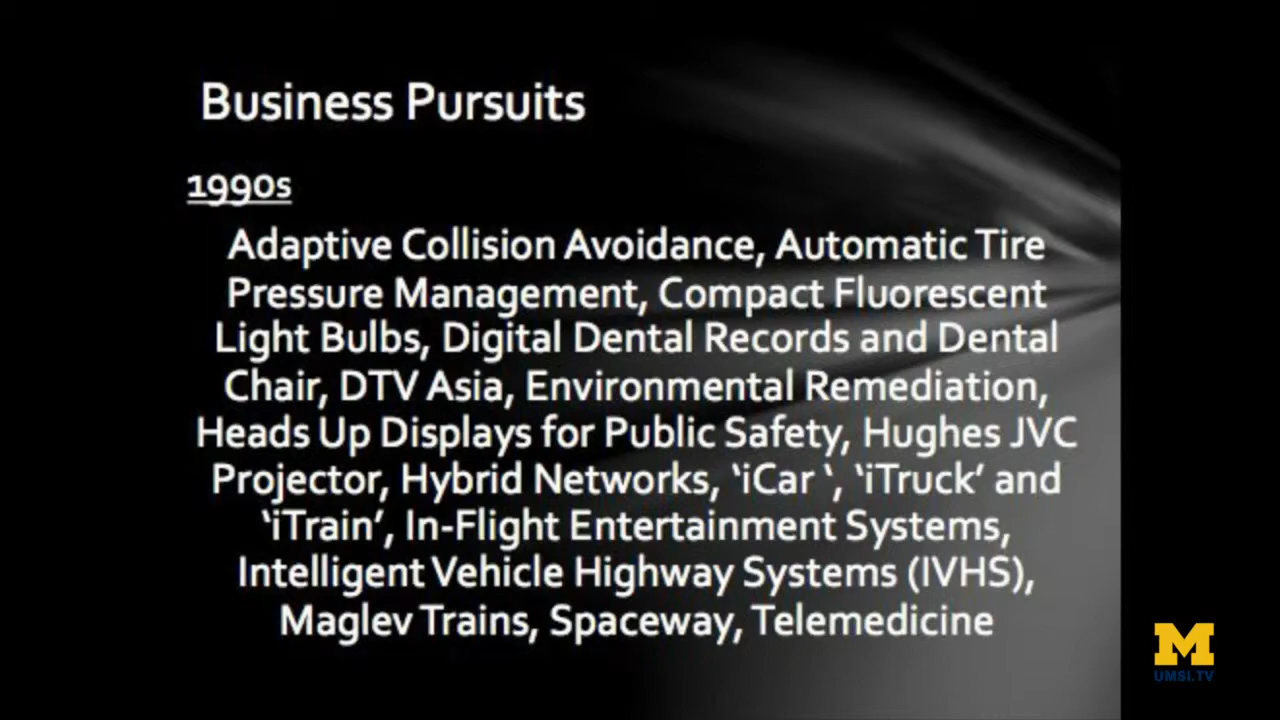 Business Pursuits
1990s
Adaptive Collision Avoidance, Automatic Tire
Pressure Management, Compact Fluorescent
Light Bulbs, Digital Dental Records and Dental
Chair, DTV Asia, Environmental Remediation,
Heads Up Displays for Public Safety, Hughes JVC
Projector, Hybrid Networks, ‘iCar ‘, ‘iTruck’ and
‘iTrain’, In-Flight Entertainment Systems,
Intelligent Vehicle Highway Systems (IVHS),
Maglev Trains, Spaceway, Telemedicine
M
UMSI.TV